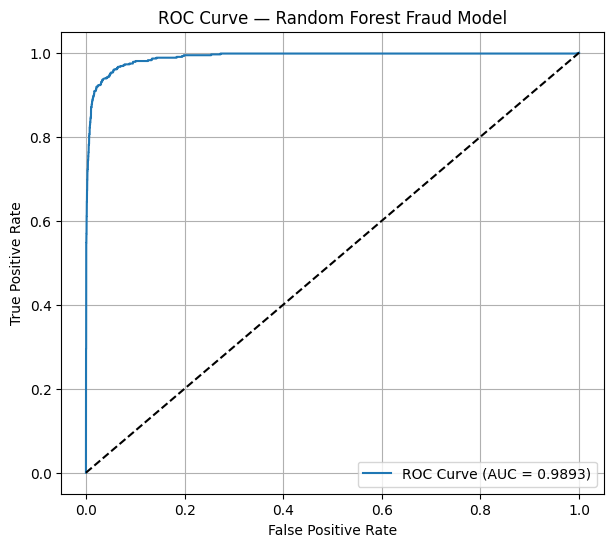 ROC Curve — Random Forest Fraud Model
1.0
0.8
0.6
0.4
0.2
0.0
True Positive Rate
ROC Curve (AUC = 0.9893)
0.0 0.2 0.4 0.6 0.8 1.0
False Positive Rate